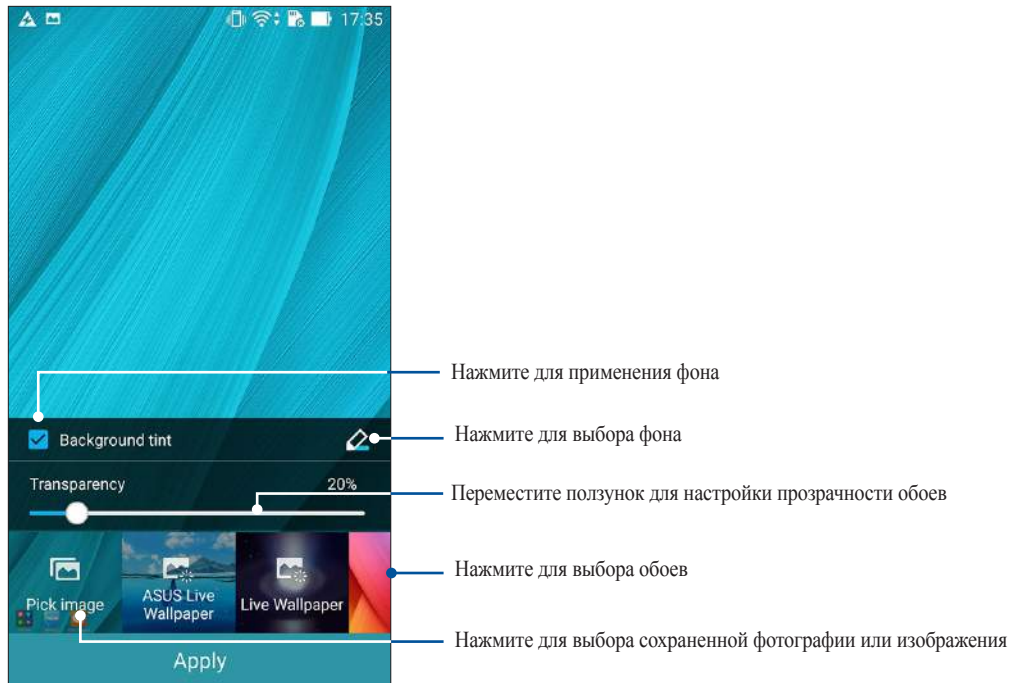 17:35
Нажмите для применения фона
Background tint
Нажмите для выбора фона
Transparency
20%
Переместите ползунок для настройки прозрачности обоев
Pick image
ASUS Live
Wallpaper
Live Wallpaper
Нажмите для выбора обоев
Нажмите для выбора сохраненной фотографии или изображения
Apply